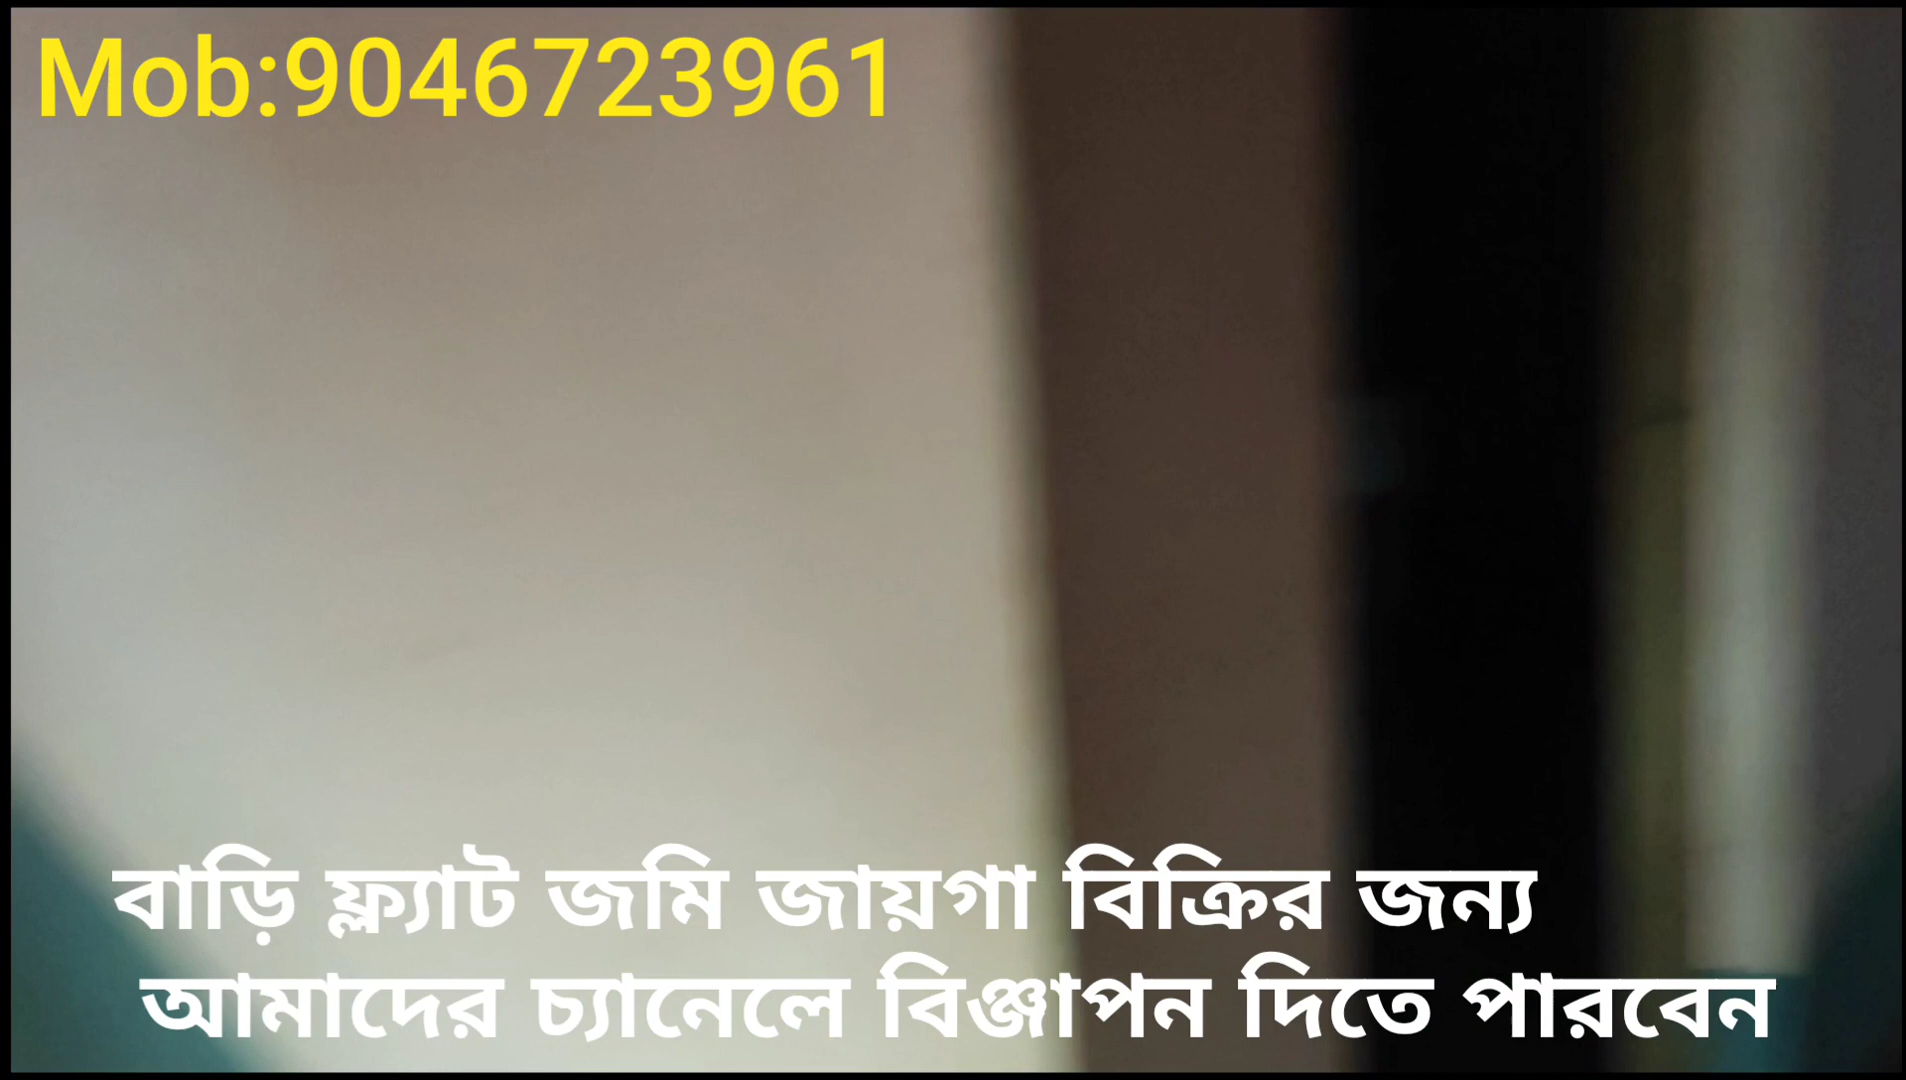 Mob:9046723961
বাড়ি ফ্ল্যাট জমি জায়গা বিক্রির জন্য
আমাদের চ্যানেলে বিঞ্জাপন দিতে পারবেন